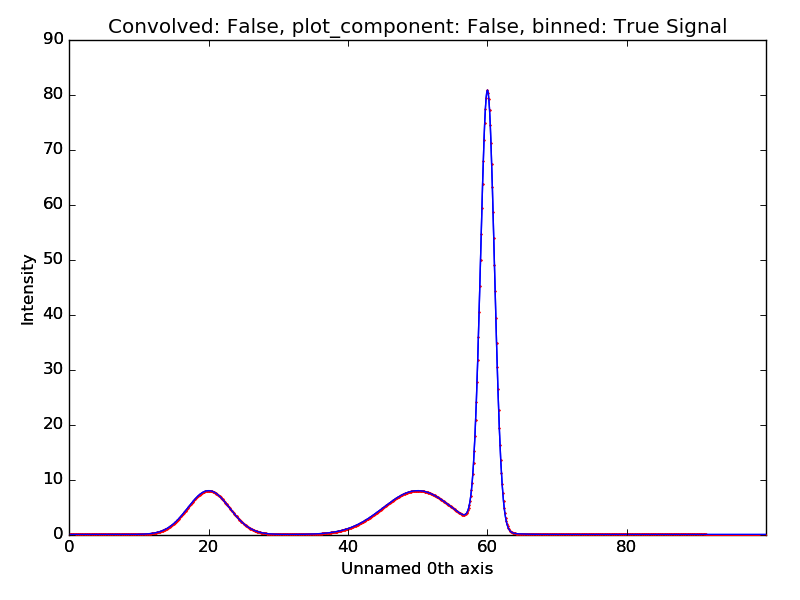 Convolved: False, plot_component: False, binned: True Signal
90
80
70
60
50
40
30
20
10
0
Intensity
0 20 40 60 80
Unnamed 0th axis